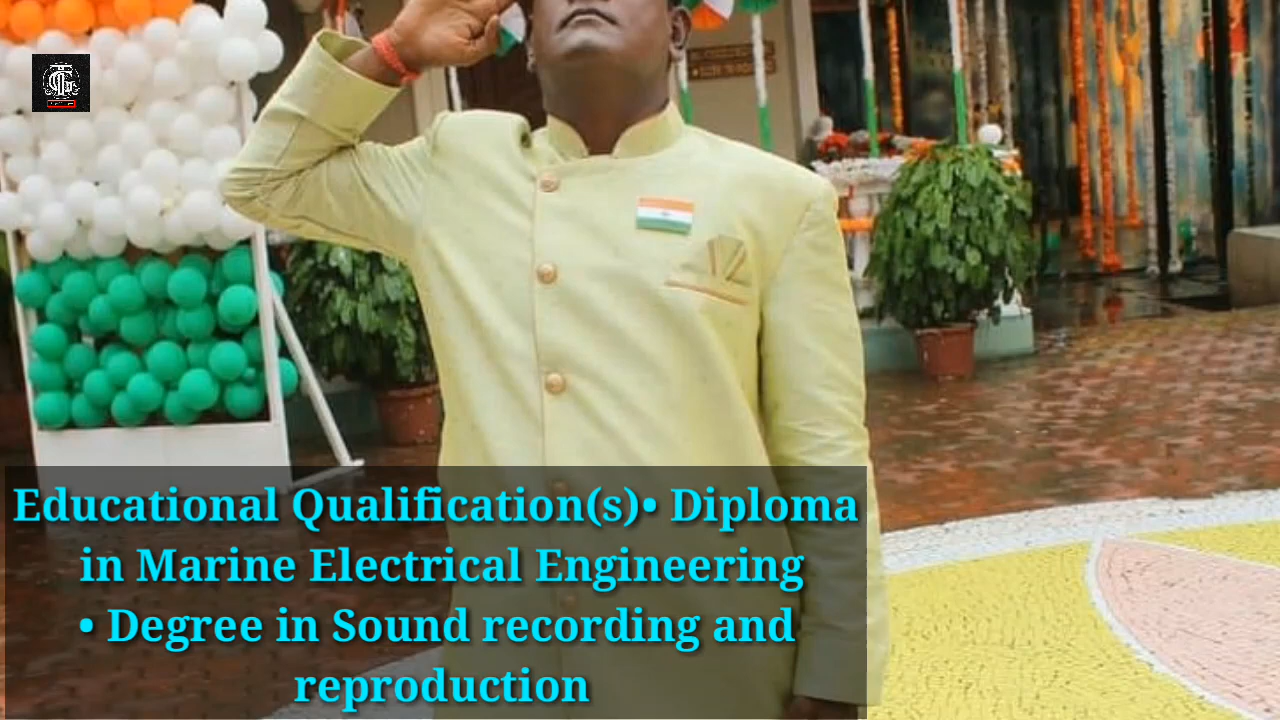 Educational Qualification(s)• Diploma
in Marine Electrical Engineering
• Degree in Sound recording and
reproduction